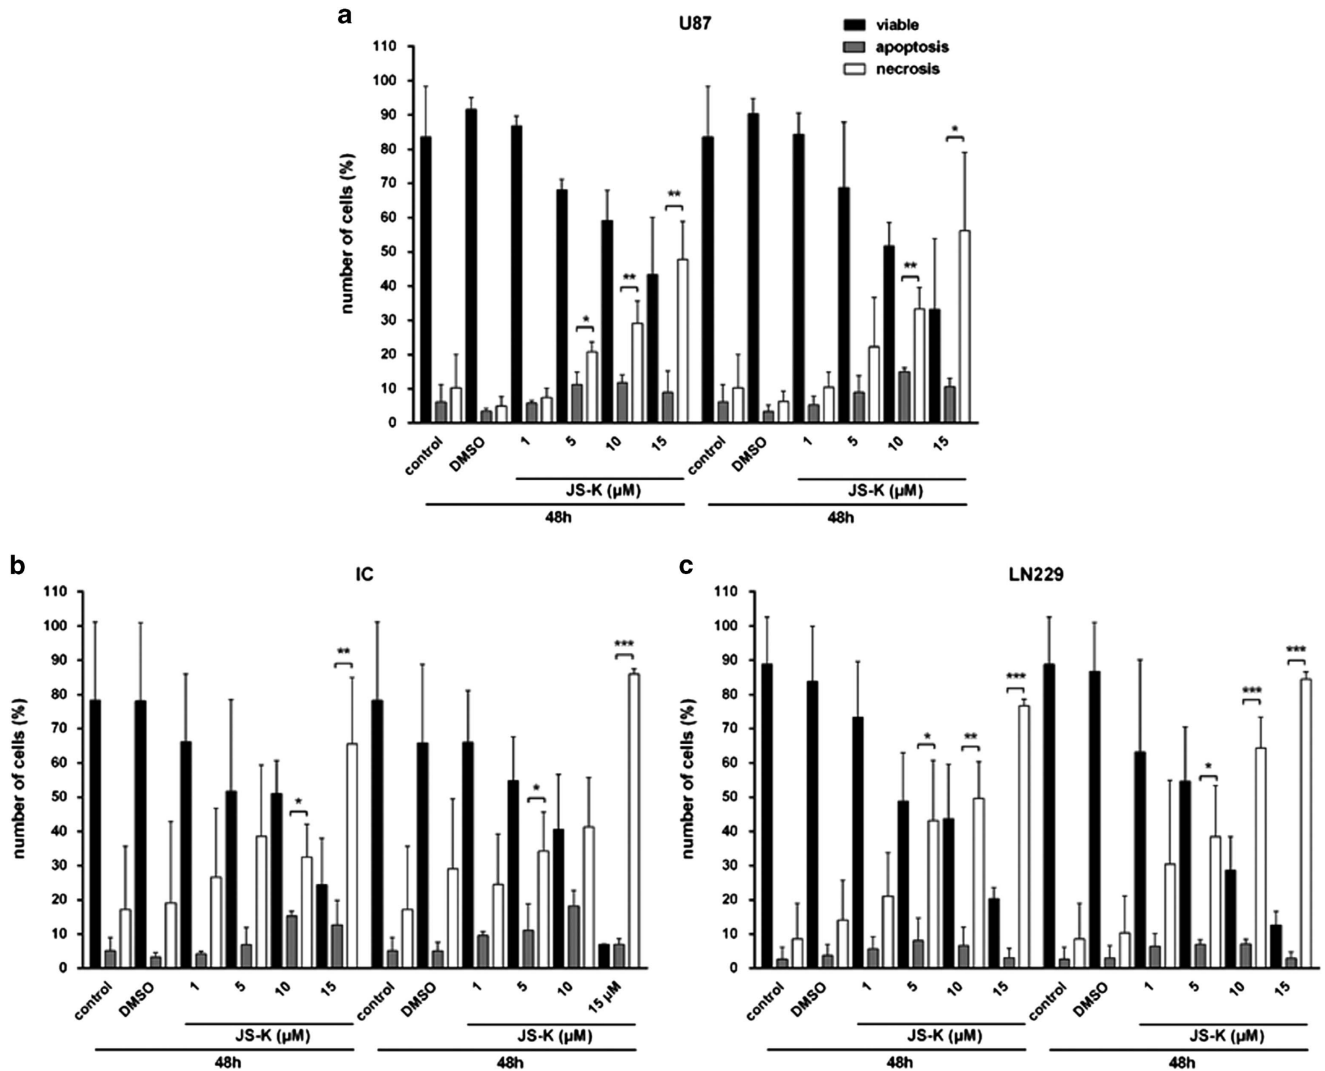 a
U87
viable
apoptosis
necrosis
number of cells (%)
110
100
90
80
70
60
50
40
30
20
10
0
*
**
**
**
*
control
DMSO
1
5
10
15
control
DMSO
1
5
10
15
JS-K (µM)
JS-K (µM)
48h
48h
b
IC
number of cells (%)
110
100
90
80
70
60
50
40
30
20
10
0
*
**
*
***
control
DMSO
1
5
10
15
control
DMSO
1
5
10
15 µM
JS-K (µM)
JS-K (µM)
48h
48h
c
LN229
number of cells (%)
110
100
90
80
70
60
50
40
30
20
10
0
*
**
***
*
***
***
control
DMSO
1
5
10
15
control
DMSO
1
5
10
15
JS-K (µM)
JS-K (µM)
48h
48h